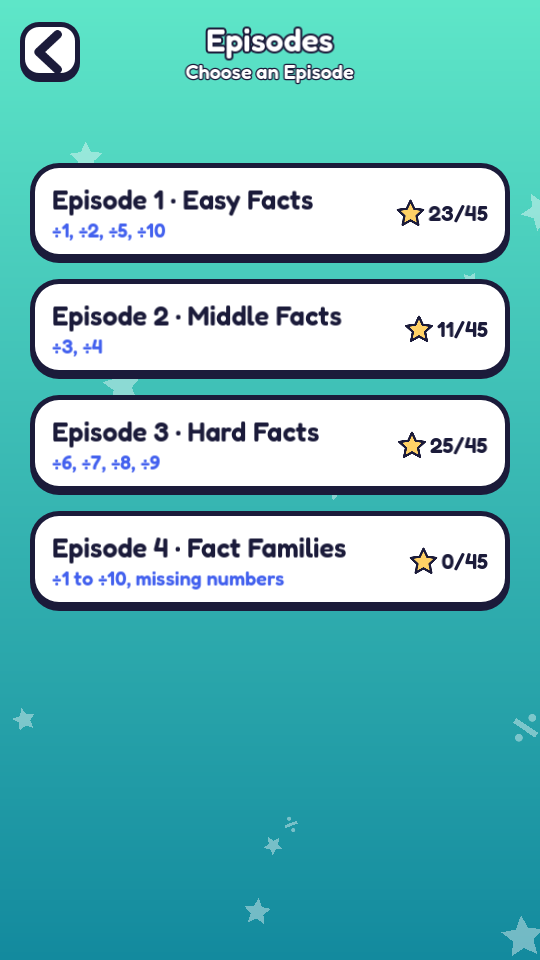 Episodes
Choose an Episode
Episode 1 · Easy Facts
÷1, ÷2, ÷5, ÷10
23/45
Episode 2 · Middle Facts
÷3, ÷4
11/45
Episode 3 · Hard Facts
÷6, ÷7, ÷8, ÷9
25/45
Episode 4 · Fact Families
÷1 to ÷10, missing numbers
0/45